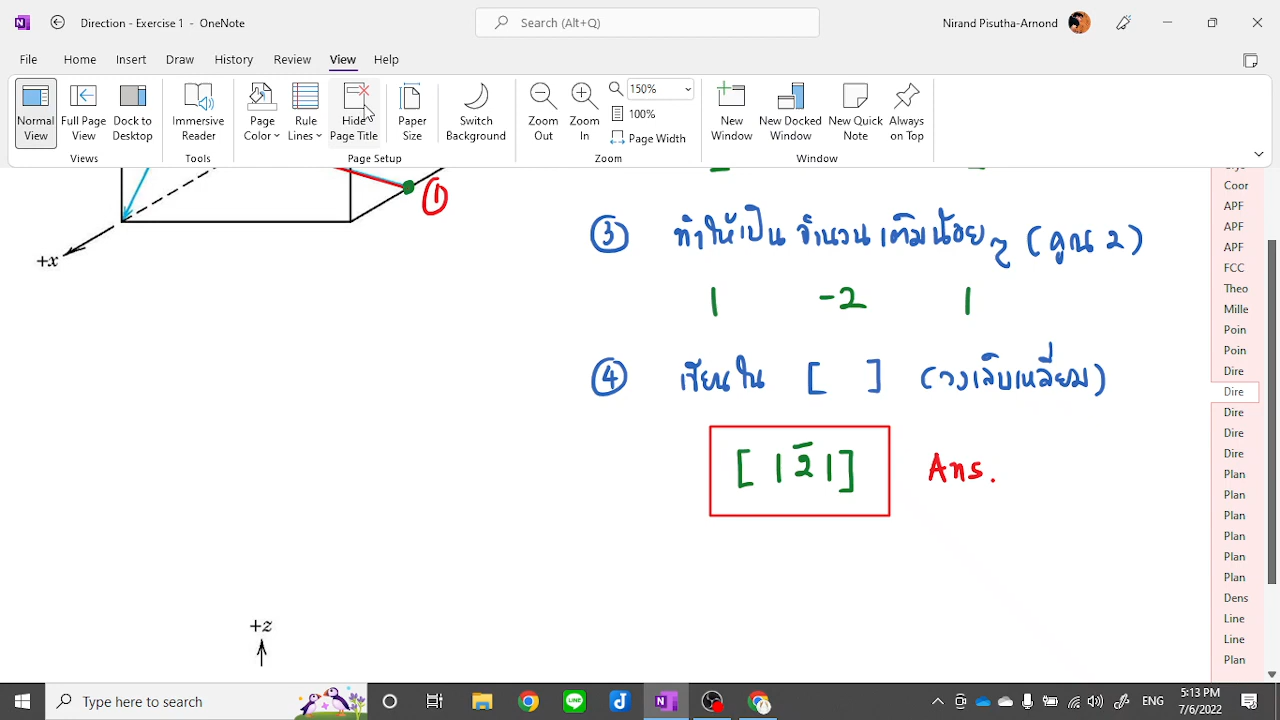 Direction - Exercise 1 - OneNote
Search (Alt+Q)
Nirand Pisutha-Arnond
File Home Insert Draw History Review View Help
Normal View
Full Page View
Dock to Desktop
Immersive Reader
Page Color
Rule Lines
Hide Page Title
Paper Size
Switch Background
Zoom Out
Zoom In
150%
100%
Page Width
New Window
New Docked Window
New Quick Note
Always on Top
Views
Tools
Page Setup
Zoom
Window
①
+x
③ ทำให้เป็น จำนวน เต็มน้อย ๆ (คูณ 2)
1 -2 1
④ เขียนใน [ ] (วงเล็บเหลี่ยม)
[ 1 2̅ 1 ] Ans.
+z
Coor
APF
APF
APF
FCC
Theo
Mille
Poin
Poin
Dire
Dire
Dire
Dire
Dire
Plan
Plan
Plan
Plan
Plan
Plan
Dens
Line
Line
Plan
Type here to search
ENG
5:13 PM
7/6/2022